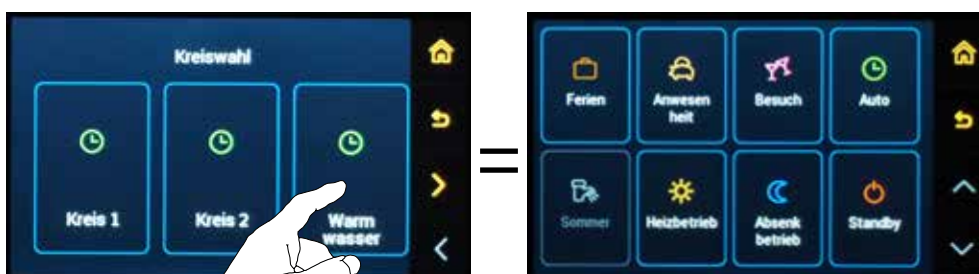 Kreiswahl
Kreis 1
Kreis 2
Warm
wasser
=
Ferien
Anwesen
heit
Besuch
Auto
Sommer
Heizbetrieb
Absenk
betrieb
Standby